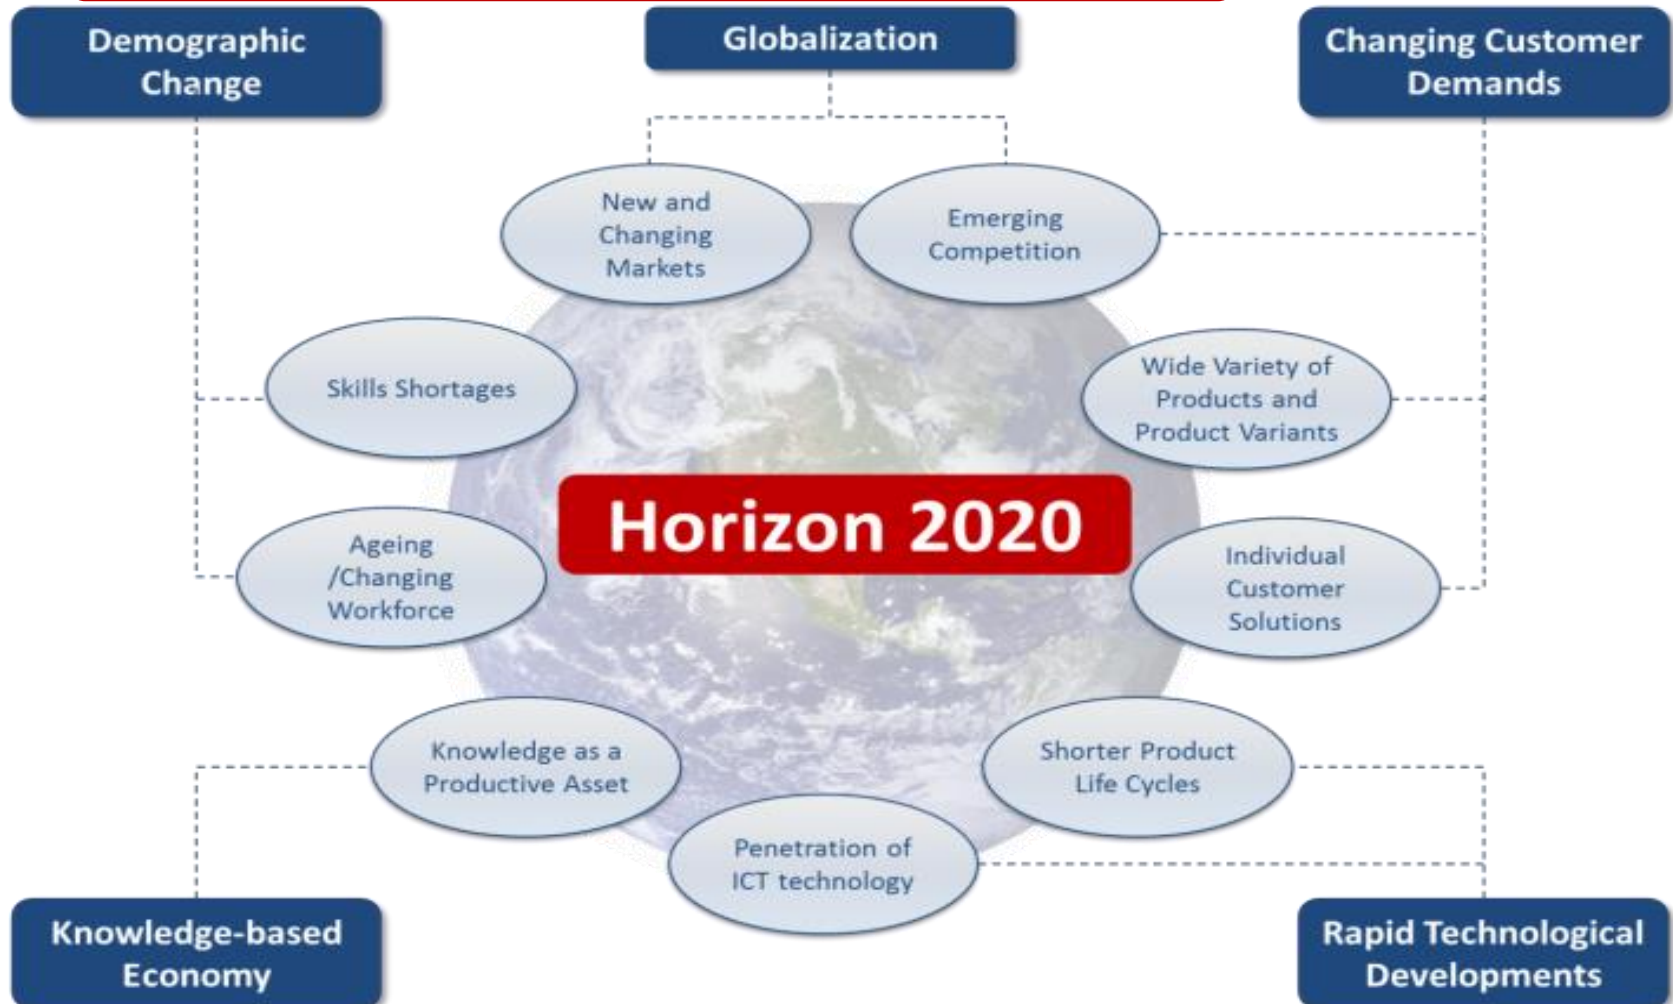 Demographic
Change
Globalization
Changing Customer
Demands
New and
Changing
Markets
Emerging
Competition
Skills Shortages
Wide Variety of
Products and
Product Variants
Horizon 2020
Ageing
/Changing
Workforce
Individual
Customer
Solutions
Knowledge as a
Productive Asset
Shorter Product
Life Cycles
Penetration of
ICT technology
Knowledge-based
Economy
Rapid Technological
Developments